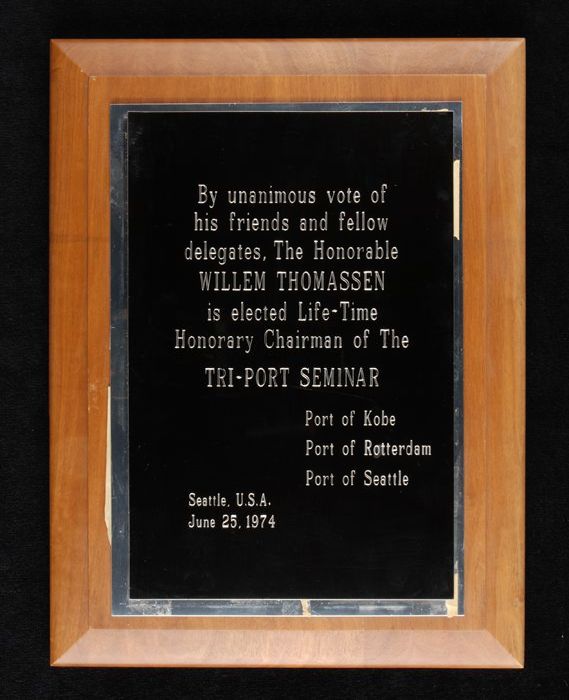 By unanimous vote of
his friends and fellow
delegates, The Honorable
WILLEM THOMASSEN
is elected Life-Time
Honorary Chairman of The
TRI-PORT SEMINAR
Port of Kobe
Port of Rotterdam
Port of Seattle
Seattle, U.S.A.
June 25, 1974